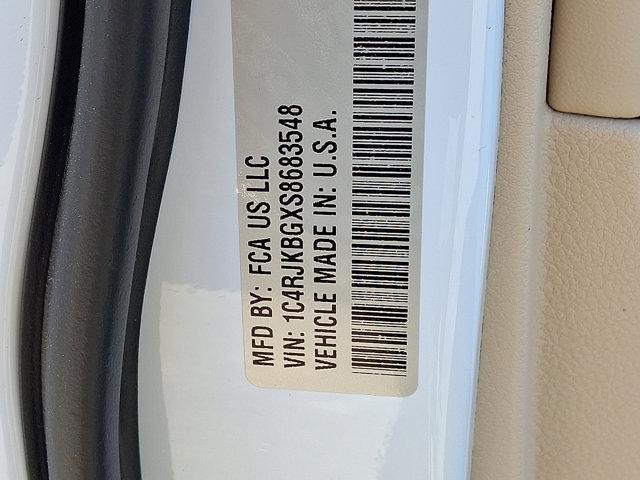 MFD BY: FCA US LLC
VIN: 1C4RJKBGXS8683548
VEHICLE MADE IN: U.S.A.